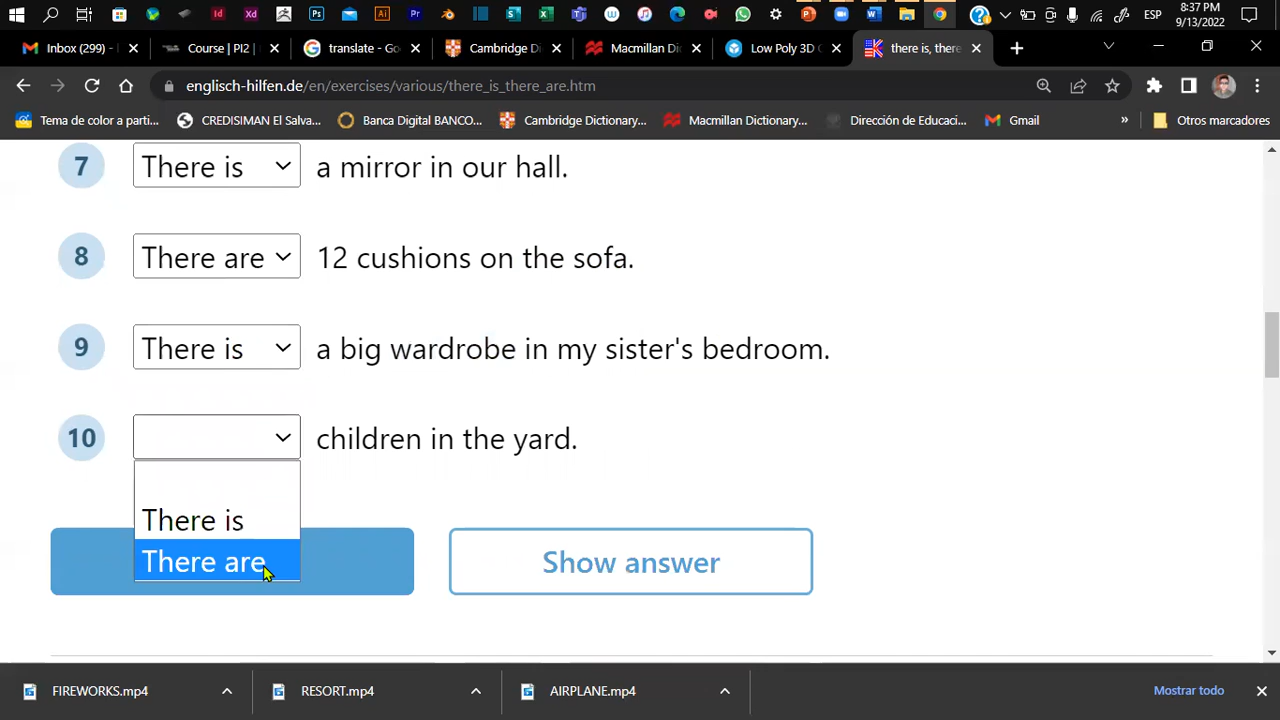 8:37 PM
ESP
9/13/2022
Inbox (299) -
Course | PI2 |
translate - Go
Cambridge Di
Macmillan Di
Low Poly 3D
there is, there
englisch-hilfen.de/en/exercises/various/there_is_there_are.htm
Tema de color a parti...
CREDISIMAN El Salva...
Banca Digital BANCO...
Cambridge Dictionary...
Macmillan Dictionary...
Dirección de Educaci...
Gmail
»
Otros marcadores
7 There is a mirror in our hall.
8 There are 12 cushions on the sofa.
9 There is a big wardrobe in my sister's bedroom.
10 children in the yard.
There is
There are
Show answer
FIREWORKS.mp4
RESORT.mp4
AIRPLANE.mp4
Mostrar todo